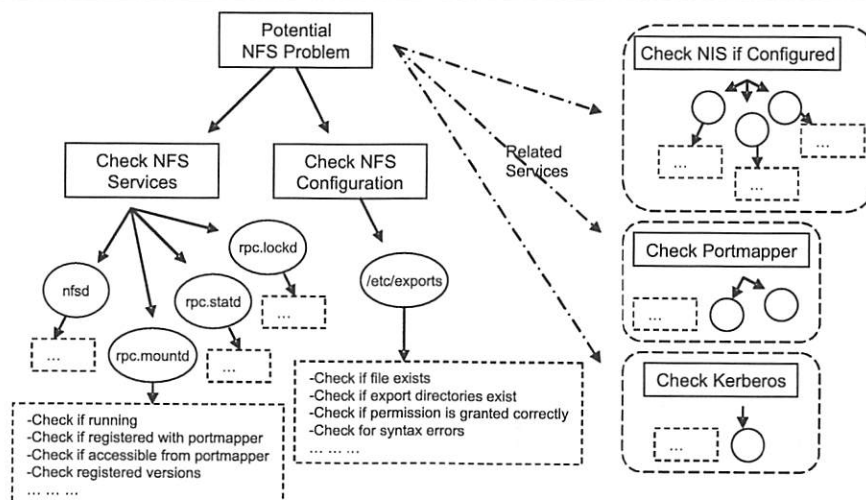 Potential
NFS Problem
Check NFS
Services
Check NFS
Configuration
Related
Services
nfsd
...
rpc.mountd
rpc.statd
...
rpc.lockd
...
/etc/exports
-Check if running
-Check if registered with portmapper
-Check if accessible from portmapper
-Check registered versions
... ... ...
-Check if file exists
-Check if export directories exist
-Check if permission is granted correctly
-Check for syntax errors
... ... ...
Check NIS if Configured
...
...
...
Check Portmapper
...
Check Kerberos
...